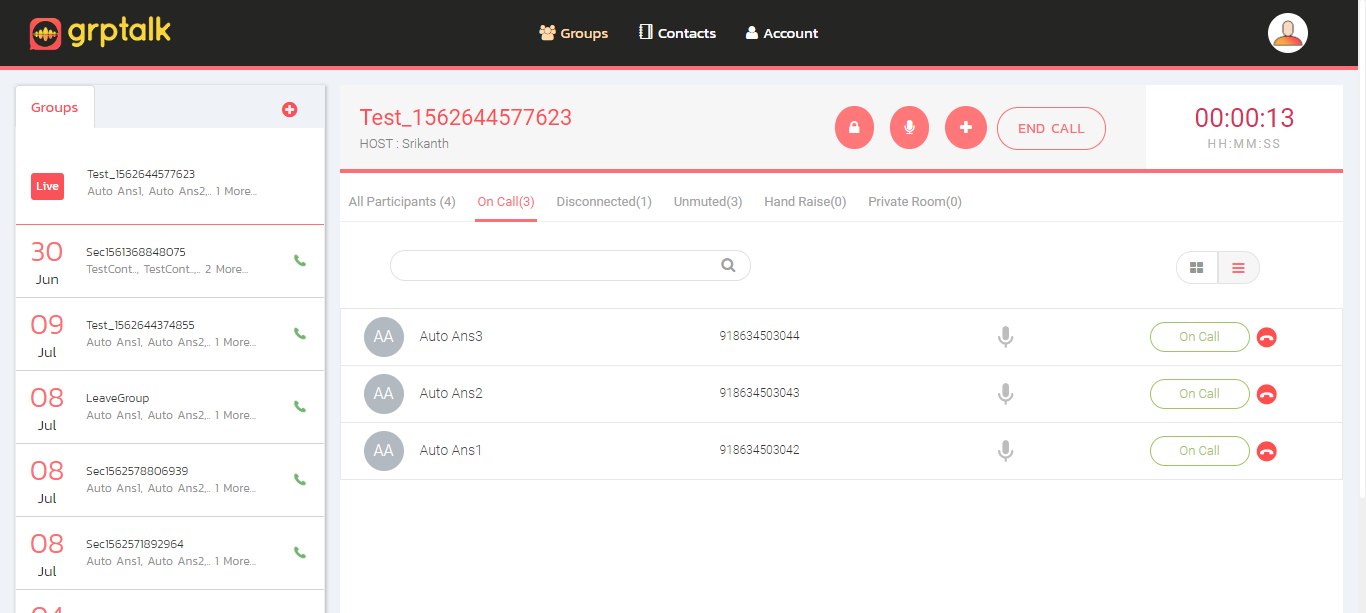 grptalk
Groups
Contacts
Account
Groups
Live
Test_1562644577623
Auto Ans1, Auto Ans2,.. 1 More...
30
Jun
Sec1561368848075
TestCont.., TestCont..,.. 2 More...
09
Jul
Test_1562644374855
Auto Ans1, Auto Ans2,.. 1 More...
08
Jul
LeaveGroup
Auto Ans1, Auto Ans2,.. 1 More...
08
Jul
Sec1562578806939
Auto Ans1, Auto Ans2,.. 1 More...
08
Jul
Sec1562571892964
Auto Ans1, Auto Ans2,.. 1 More...
Test_1562644577623
HOST : Srikanth
END CALL
00:00:13
HH:MM:SS
All Participants (4)
On Call(3)
Disconnected(1)
Unmuted(3)
Hand Raise(0)
Private Room(0)
AA
Auto Ans3
918634503044
On Call
AA
Auto Ans2
918634503043
On Call
AA
Auto Ans1
918634503042
On Call